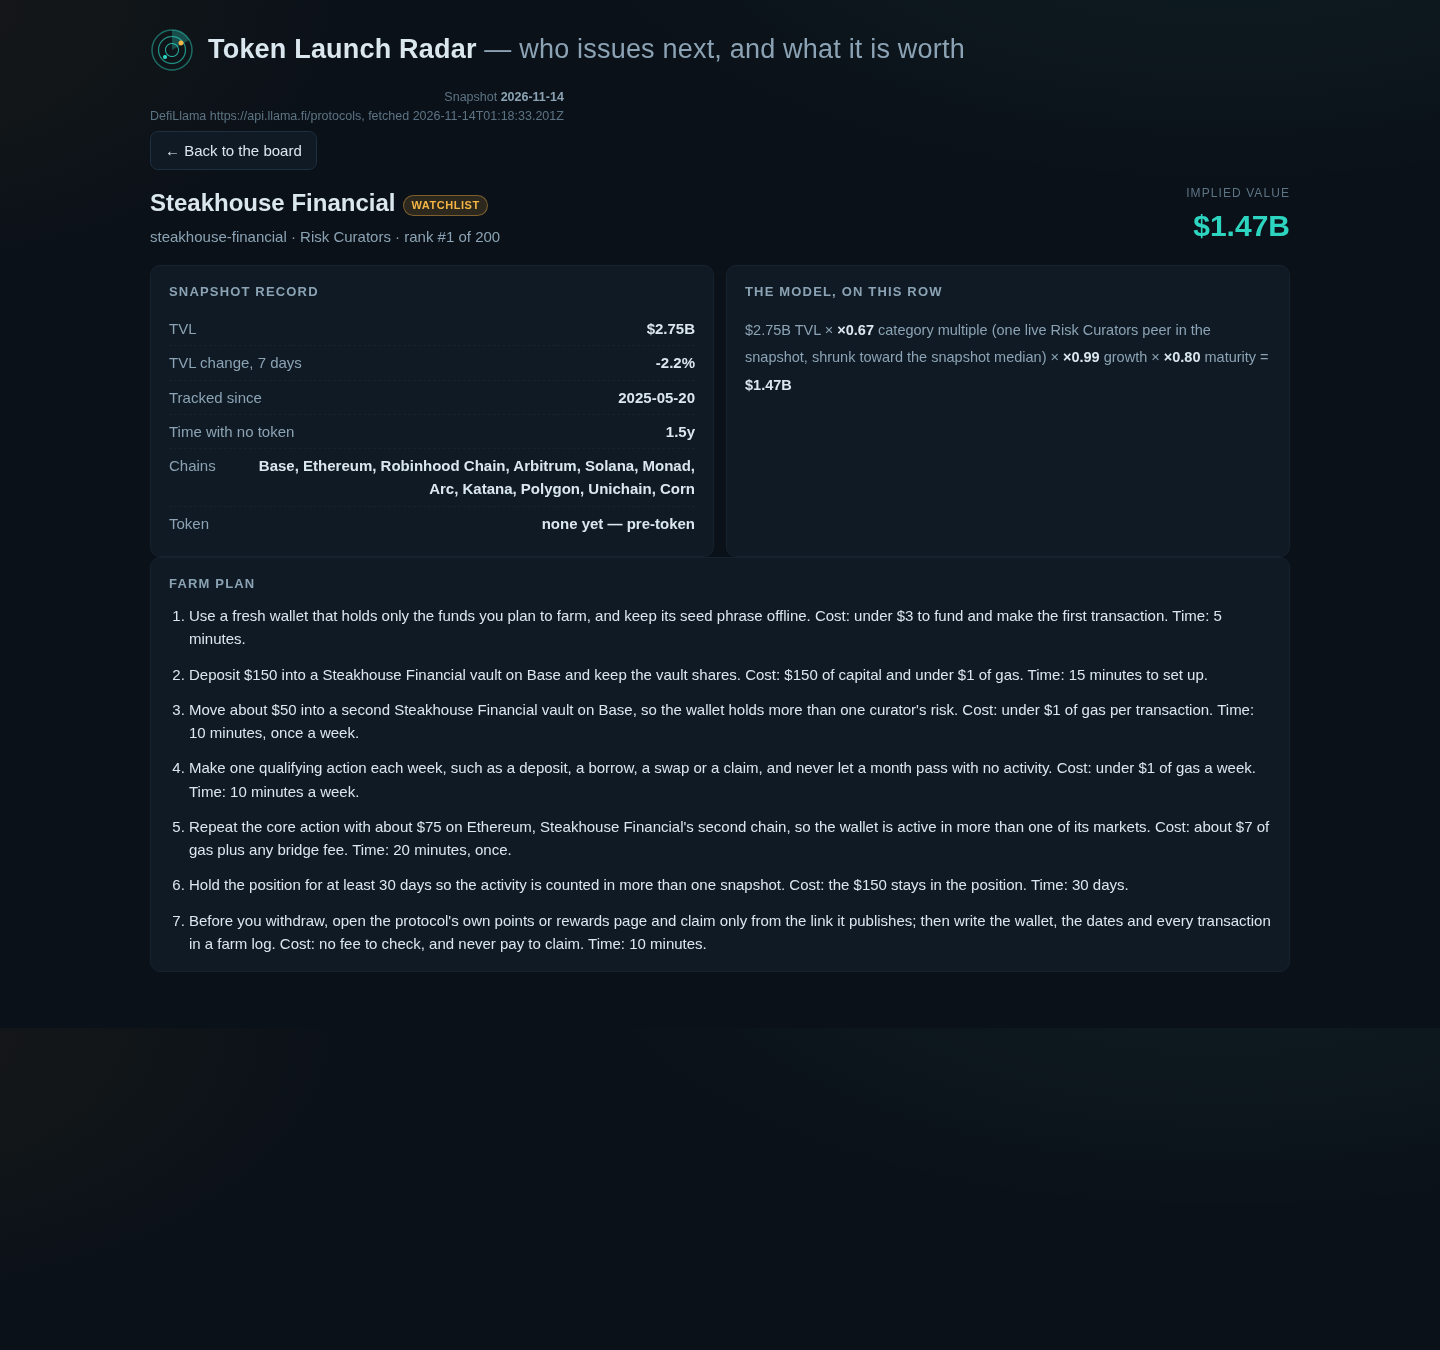 Token Launch Radar — who issues next, and what it is worth
Snapshot 2026-11-14
DefiLlama https://api.llama.fi/protocols, fetched 2026-11-14T01:18:33.201Z
← Back to the board
Steakhouse Financial WATCHLIST
steakhouse-financial · Risk Curators · rank #1 of 200
IMPLIED VALUE
$1.47B
SNAPSHOT RECORD
TVL $2.75B
TVL change, 7 days -2.2%
Tracked since 2025-05-20
Time with no token 1.5y
Chains Base, Ethereum, Robinhood Chain, Arbitrum, Solana, Monad,
Arc, Katana, Polygon, Unichain, Corn
Token none yet — pre-token
THE MODEL, ON THIS ROW
$2.75B TVL × ×0.67 category multiple (one live Risk Curators peer in the
snapshot, shrunk toward the snapshot median) × ×0.99 growth × ×0.80 maturity =
$1.47B
FARM PLAN
1. Use a fresh wallet that holds only the funds you plan to farm, and keep its seed phrase offline. Cost: under $3 to fund and make the first transaction. Time: 5
minutes.
2. Deposit $150 into a Steakhouse Financial vault on Base and keep the vault shares. Cost: $150 of capital and under $1 of gas. Time: 15 minutes to set up.
3. Move about $50 into a second Steakhouse Financial vault on Base, so the wallet holds more than one curator's risk. Cost: under $1 of gas per transaction. Time:
10 minutes, once a week.
4. Make one qualifying action each week, such as a deposit, a borrow, a swap or a claim, and never let a month pass with no activity. Cost: under $1 of gas a week.
Time: 10 minutes a week.
5. Repeat the core action with about $75 on Ethereum, Steakhouse Financial's second chain, so the wallet is active in more than one of its markets. Cost: about $7 of
gas plus any bridge fee. Time: 20 minutes, once.
6. Hold the position for at least 30 days so the activity is counted in more than one snapshot. Cost: the $150 stays in the position. Time: 30 days.
7. Before you withdraw, open the protocol's own points or rewards page and claim only from the link it publishes; then write the wallet, the dates and every transaction
in a farm log. Cost: no fee to check, and never pay to claim. Time: 10 minutes.